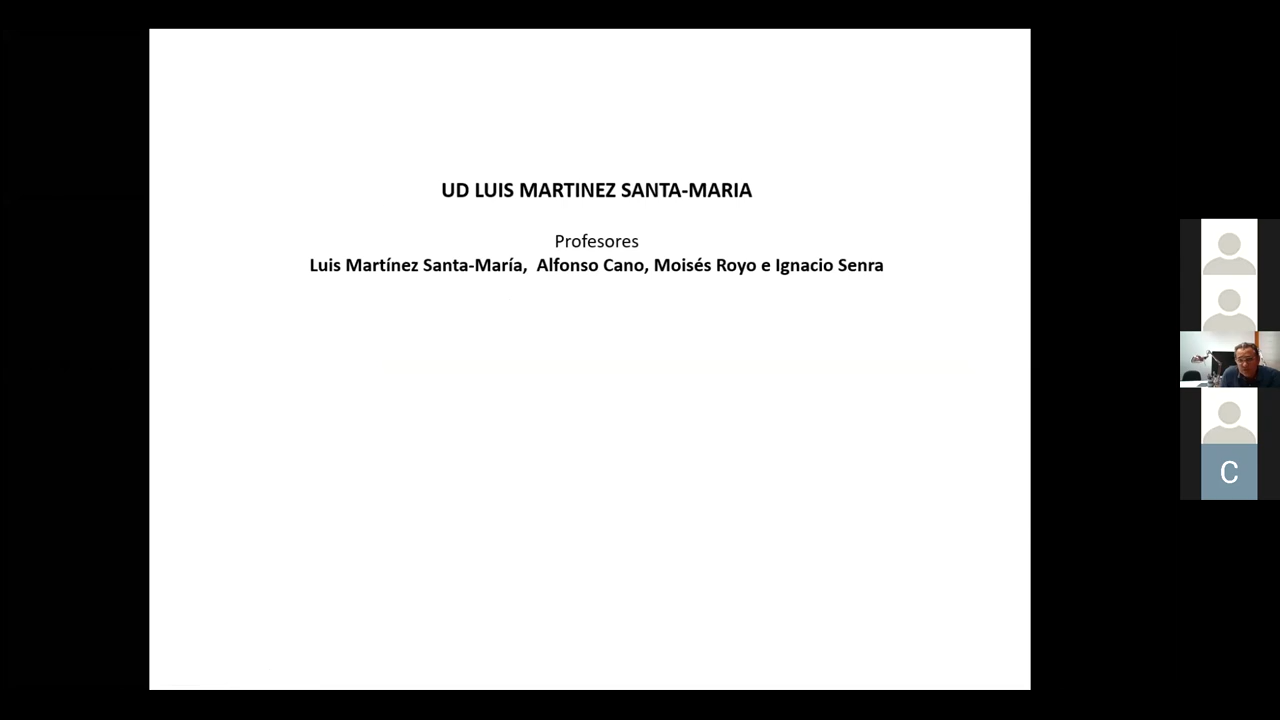 UD LUIS MARTINEZ SANTA-MARIA
Profesores
Luis Martínez Santa-María,  Alfonso Cano, Moisés Royo e Ignacio Senra
C